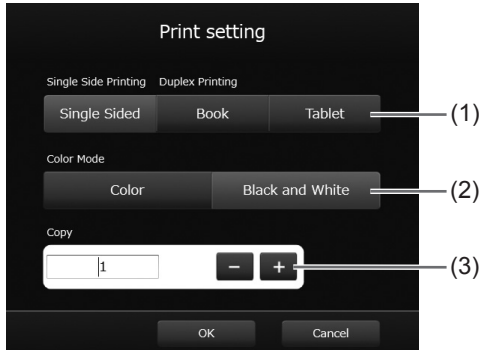 Print setting
Single Side Printing Duplex Printing
Single Sided Book Tablet (1)
Color Mode
Color Black and White (2)
Copy
1 − + (3)
OK Cancel